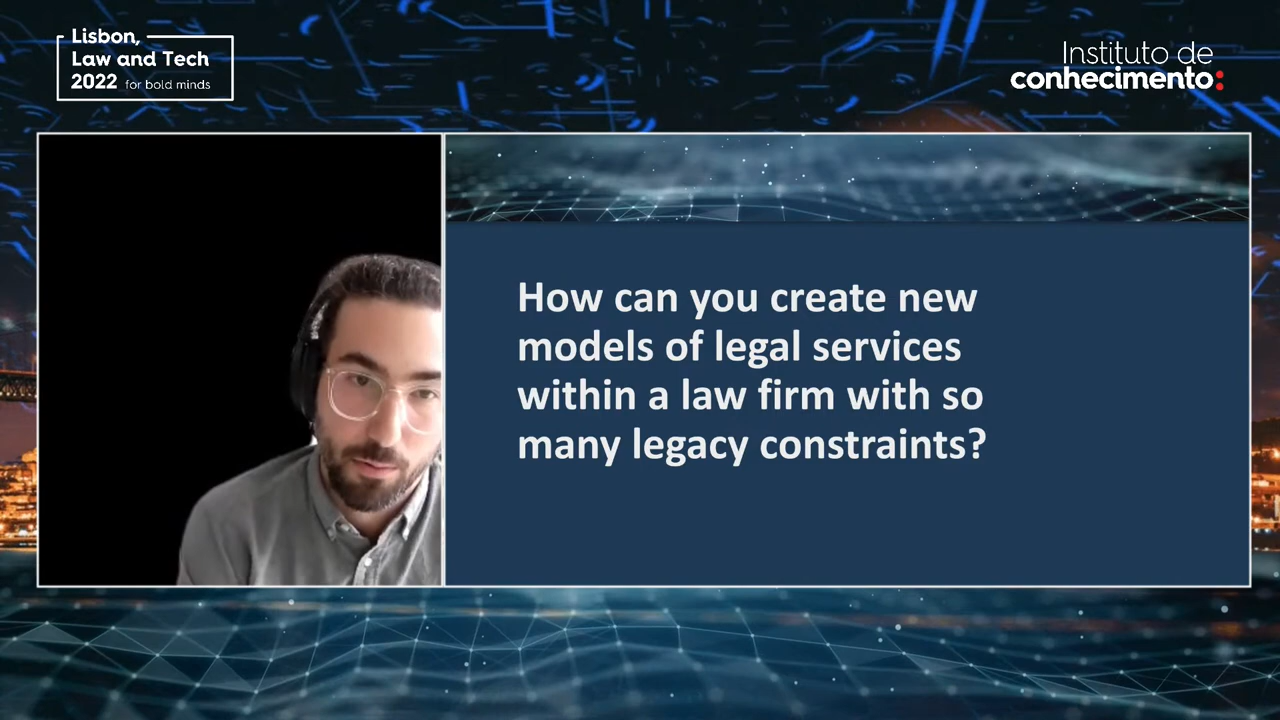 Lisbon,
Law and Tech
2022 for bold minds
Instituto de
conhecimento:
How can you create new
models of legal services
within a law firm with so
many legacy constraints?